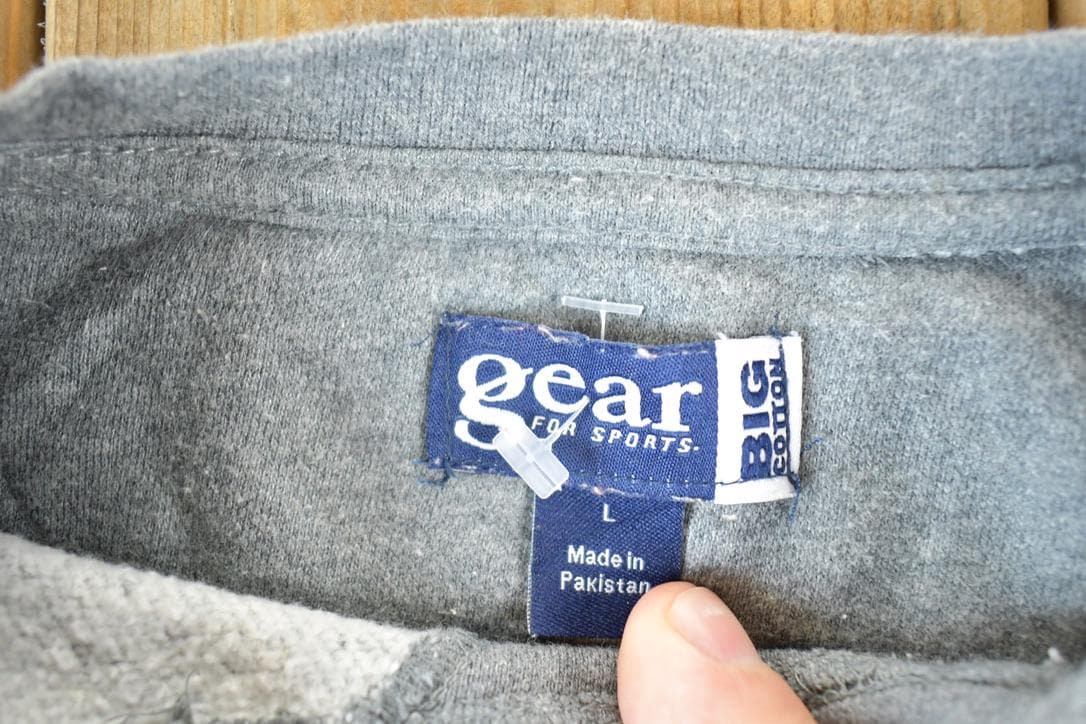 gear
FOR SPORTS.
BIG
COTTON
L
Made in
Pakistan